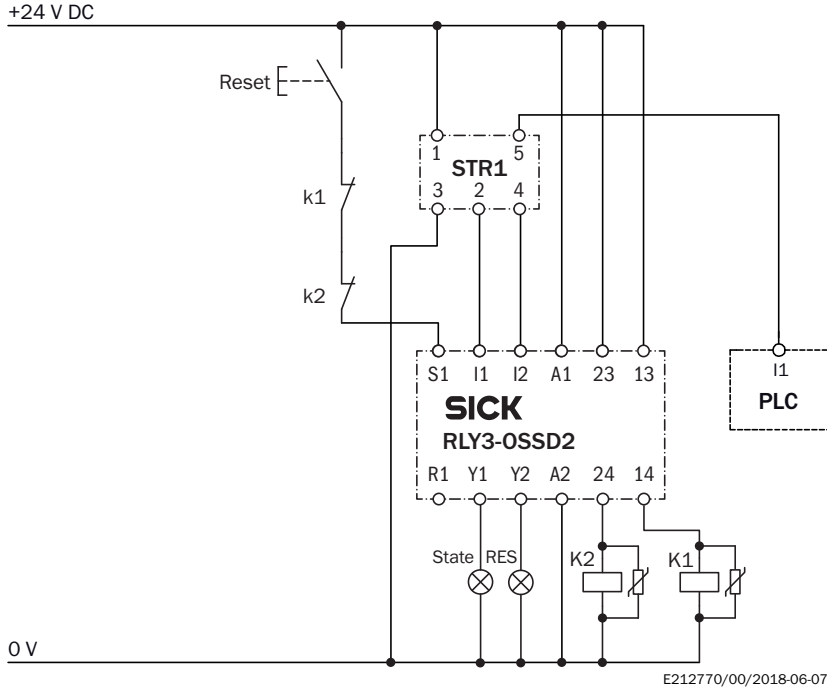 +24 V DC
Reset
1 5
STR1
3 2 4
k1
k2
S1 I1 I2 A1 23 13
I1
PLC
SICK
RLY3-OSSD2
R1 Y1 Y2 A2 24 14
State RES K2 K1
0 V
E212770/00/2018-06-07